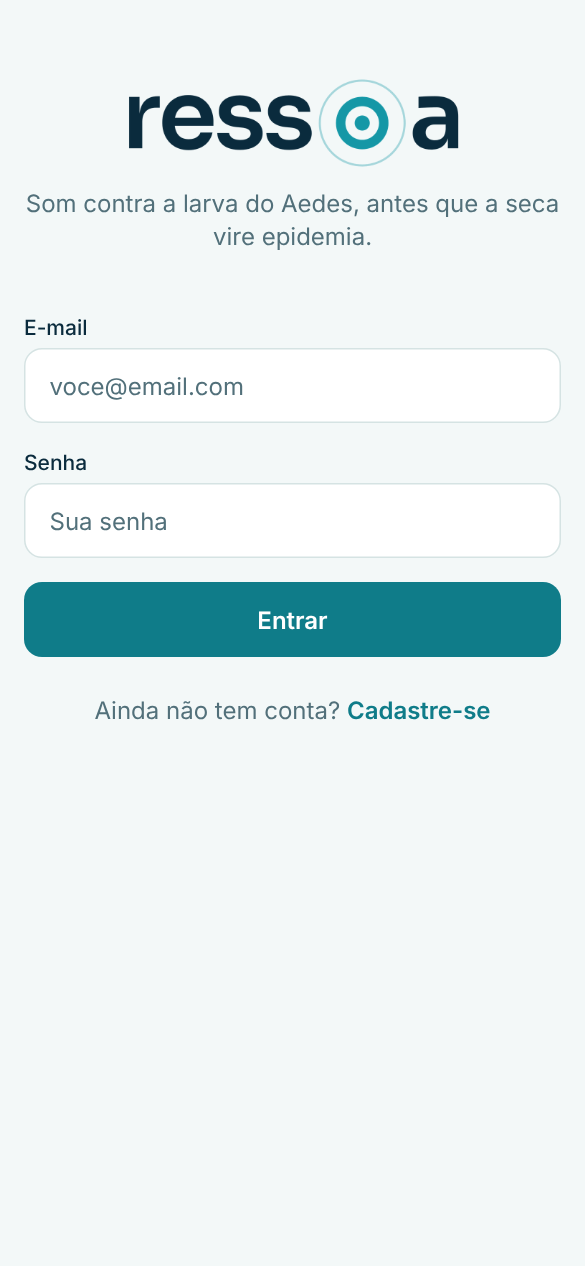 ressoa
Som contra a larva do Aedes, antes que a seca
vire epidemia.
E-mail
voce@email.com
Senha
Sua senha
Entrar
Ainda não tem conta? Cadastre-se